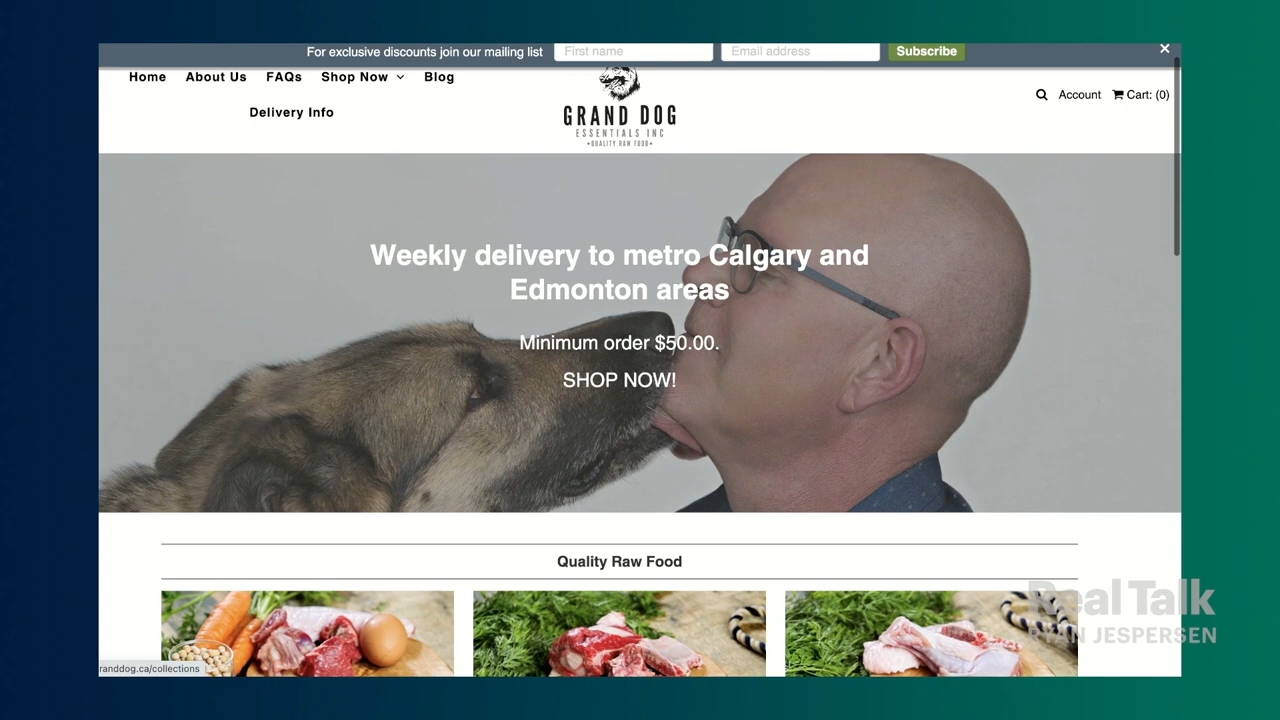 For exclusive discounts join our mailing list First name Email address Subscribe ×
Home About Us FAQs Shop Now Blog
Delivery Info
GRAND DOG
ESSENTIALS INC
•QUALITY RAW FOOD•
Account Cart: (0)
Weekly delivery to metro Calgary and
Edmonton areas
Minimum order $50.00.
SHOP NOW!
Quality Raw Food
randdog.ca/collections
Real Talk
RYAN JESPERSEN